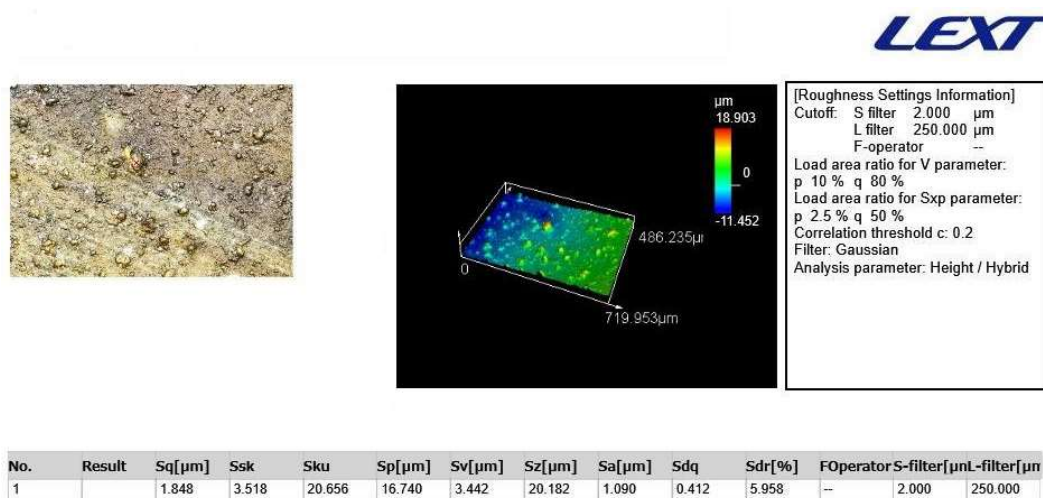 LEXT
[Roughness Settings Information]
Cutoff: S filter 2.000 µm
L filter 250.000 µm
F-operator --
Load area ratio for V parameter:
p 10 % q 80 %
Load area ratio for Sxp parameter:
p 2.5 % q 50 %
Correlation threshold c: 0.2
Filter: Gaussian
Analysis parameter: Height / Hybrid
µm
18.903
0
-11.452
486.235µ
0
719.953µm
No. Result Sq[µm] Ssk Sku Sp[µm] Sv[µm] Sz[µm] Sa[µm] Sdq Sdr[%] FOperator S-filter[µn L-filter[µm
1 1.848 3.518 20.656 16.740 3.442 20.182 1.090 0.412 5.958 -- 2.000 250.000